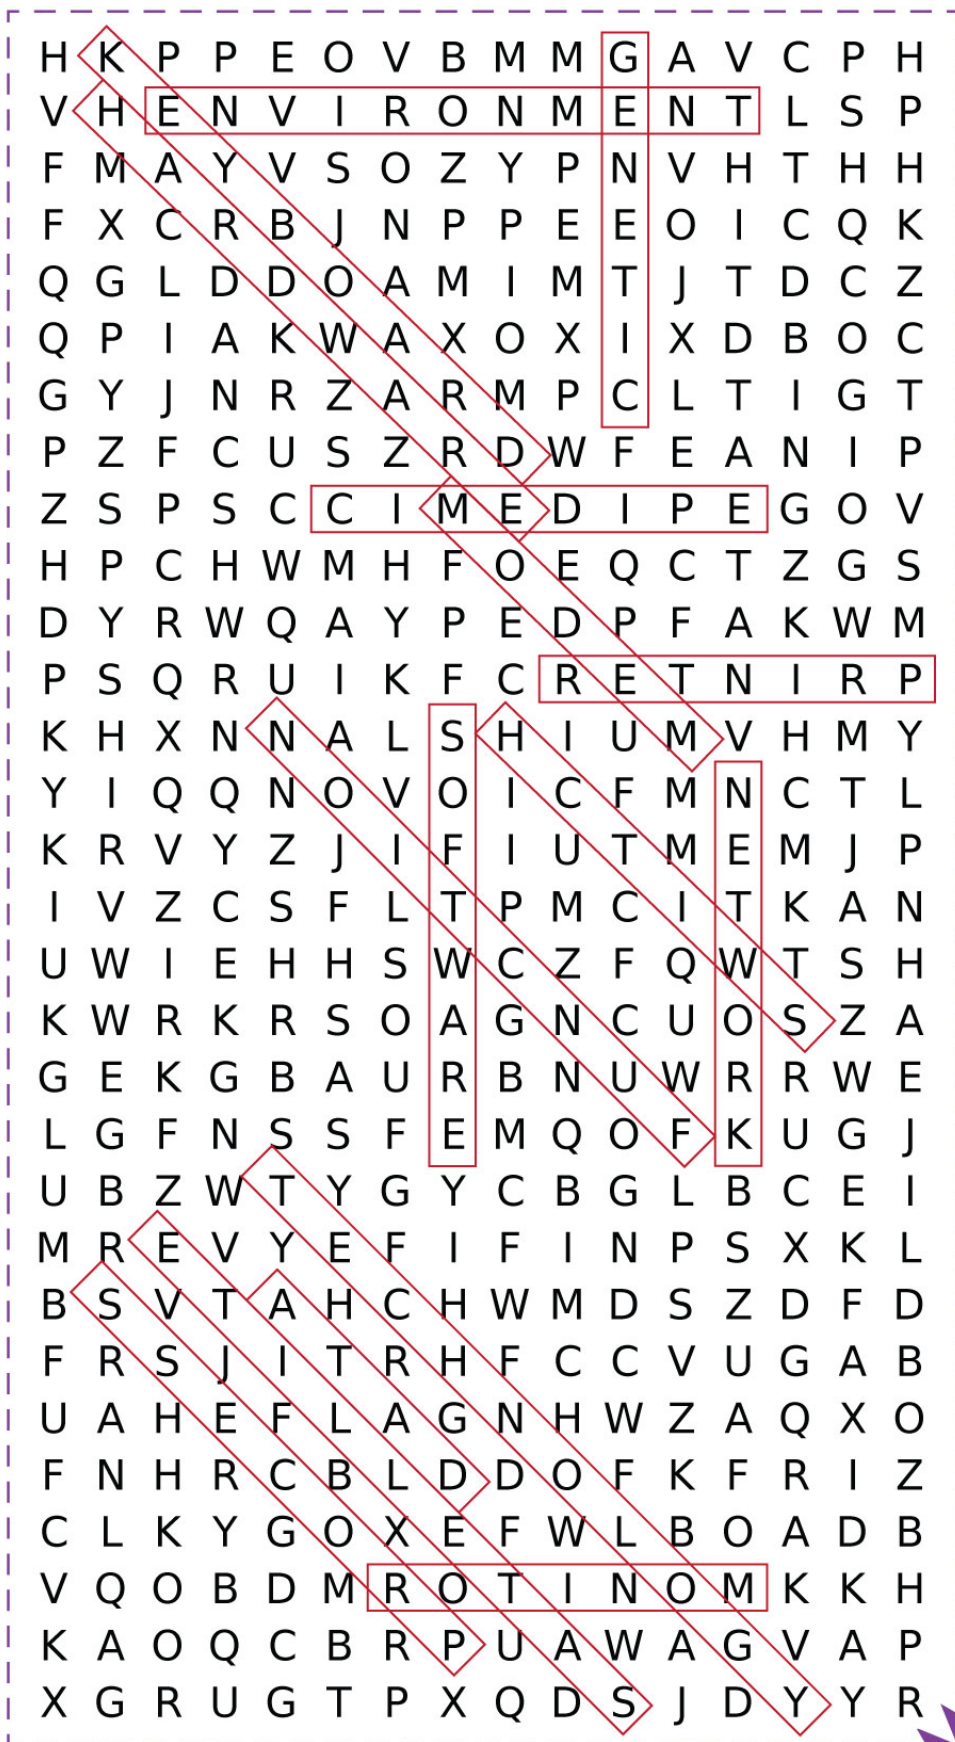 H K P P E O V B M M G A V C P H
V H E N V I R O N M E N T L S P
F M A Y V S O Z Y P N V H T H H
F X C R B J N P P E E O I C Q K
Q G L D D O A M I M T J T D C Z
Q P I A K W A X O X I X D B O C
G Y J N R Z A R M P C L T I G T
P Z F C U S Z R D W F E A N I P
Z S P S C C I M E D I P E G O V
H P C H W M H F O E Q C T Z G S
D Y R W Q A Y P E D P F A K W M
P S Q R U I K F C R E T N I R P
K H X N N A L S H I U M V H M Y
Y I Q Q N O V O I C F M N C T L
K R V Y Z J I F I U T M E M J P
I V Z C S F L T P M C I T K A N
U W I E H H S W C Z F Q W T S H
K W R K R S O A G N C U O S Z A
G E K G B A U R B N U W R R W E
L G F N S S F E M Q O F K U G J
U B Z W T Y G Y C B G L B C E I
M R E V Y E F I F I N P S X K L
B S V T A H C H W M D S Z D F D
F R S J I T R H F C C V U G A B
U A H E F L A G N H W Z A Q X O
F N H R C B L D D O F K F R I Z
C L K Y G O X E F W L B O A D B
V Q O B D M R O T I N O M K K H
K A O Q C B R P U A W A G V A P
X G R U G T P X Q D S J D Y Y R